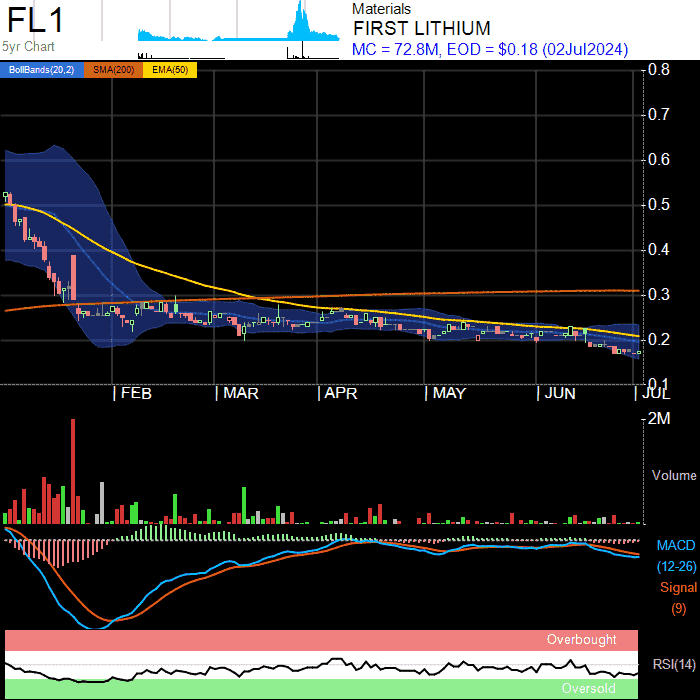 FL1
5yr Chart
Materials
FIRST LITHIUM
MC = 72.8M, EOD = $0.18 (02Jul2024)
BollBands(20,2) SMA(200) EMA(50)
0.8
0.7
0.6
0.5
0.4
0.3
0.2
0.1
FEB MAR APR MAY JUN JUL
2M
Volume
MACD
(12-26)
Signal
(9)
Overbought
RSI(14)
Oversold